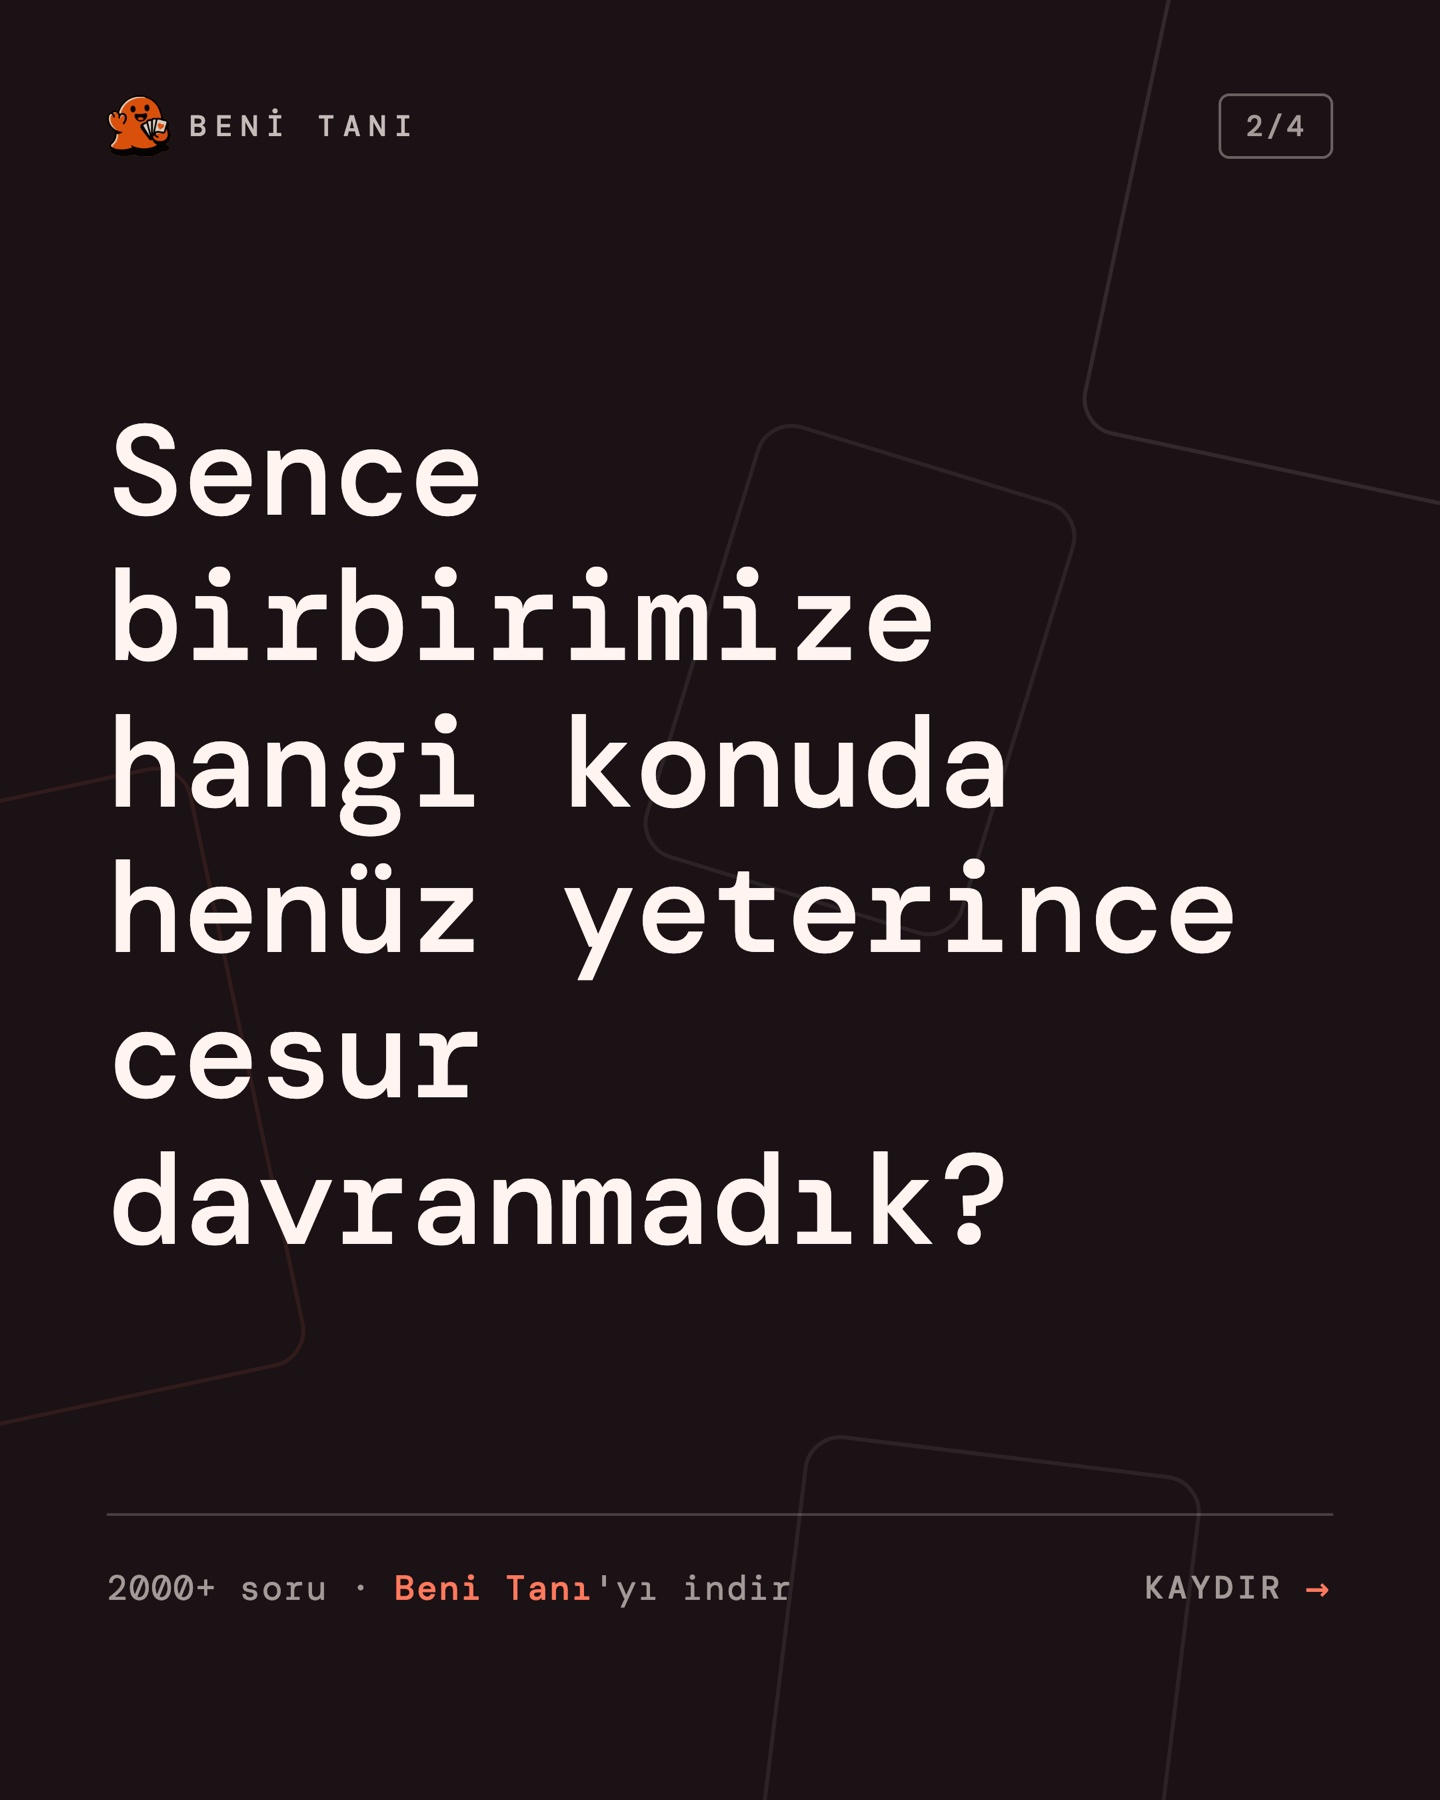 BENİ TANI
2/4
Sence
birbirimize
hangi konuda
henüz yeterince
cesur
davranmadık?
2000+ soru · Beni Tanı'yı indir
KAYDIR →